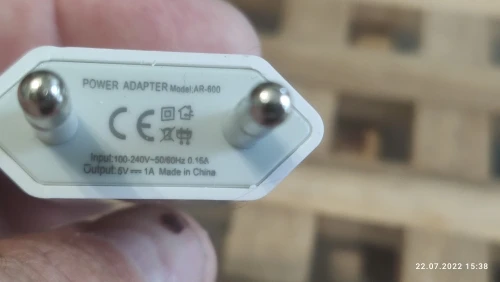 POWER ADAPTER Model:AR-600
CE
Input:100-240V~50/60Hz 0.15A
Output:5V⎓1A Made in China
22.07.2022 15:38